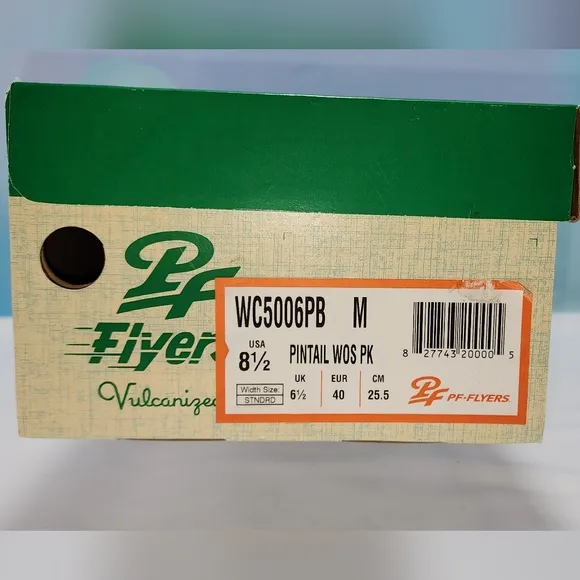 PF
Flyers
Vulcanized
WC5006PB M
USA
8½ PINTAIL WOS PK
Width Size:
STNDRD
UK EUR CM
6½ 40 25.5
8 27743 20000 5
PF PF-FLYERS